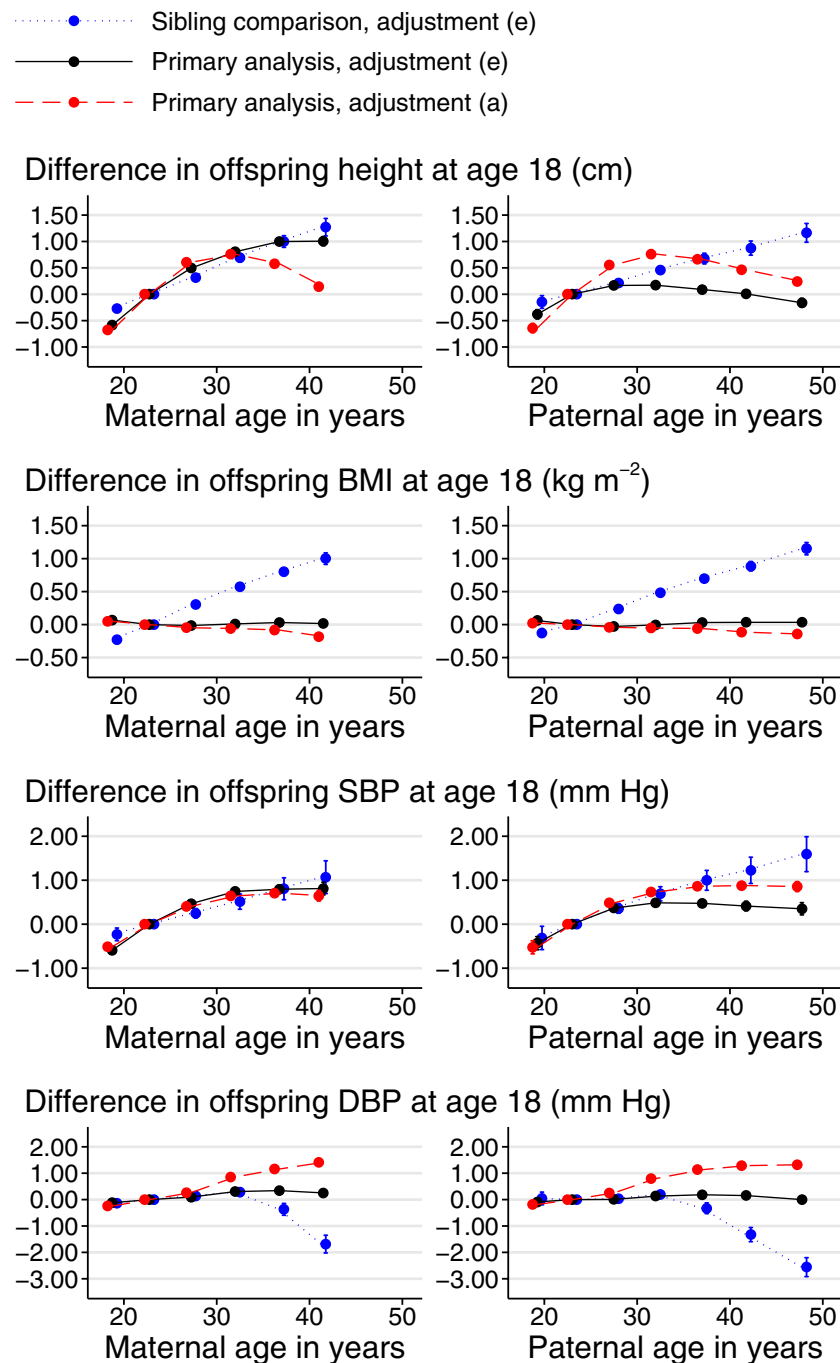 Sibling comparison, adjustment (e)
Primary analysis, adjustment (e)
Primary analysis, adjustment (a)
Difference in offspring height at age 18 (cm)
1.50
1.00
0.50
0.00
−0.50
−1.00
20 30 40 50
Maternal age in years
1.50
1.00
0.50
0.00
−0.50
−1.00
20 30 40 50
Paternal age in years
Difference in offspring BMI at age 18 (kg m⁻²)
1.50
1.00
0.50
0.00
−0.50
20 30 40 50
Maternal age in years
1.50
1.00
0.50
0.00
−0.50
20 30 40 50
Paternal age in years
Difference in offspring SBP at age 18 (mm Hg)
2.00
1.00
0.00
−1.00
20 30 40 50
Maternal age in years
2.00
1.00
0.00
−1.00
20 30 40 50
Paternal age in years
Difference in offspring DBP at age 18 (mm Hg)
2.00
1.00
0.00
−1.00
−2.00
−3.00
20 30 40 50
Maternal age in years
2.00
1.00
0.00
−1.00
−2.00
−3.00
20 30 40 50
Paternal age in years